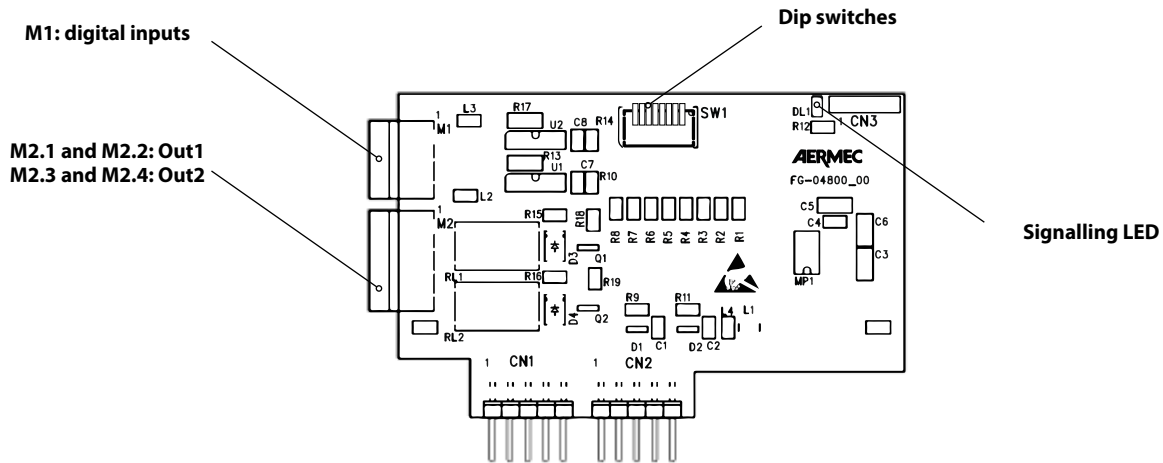 Dip switches
M1: digital inputs
L3
R17
U2
C8
R14
SW1
DL1
R12
1
CN3
1
M1
M2.1 and M2.2: Out1
M2.3 and M2.4: Out2
R13
U1
C7
R10
AERMEC
FG-04800_00
L2
1
M2
R15
R18
R8
R7
R6
R5
R4
R3
R2
R1
C5
C4
C6
C3
Signalling LED
D3
Q1
RL1
R16
R19
MP1
D4
Q2
RL2
R9
R11
L4
L1
D1
C1
D2
C2
1
CN1
1
CN2